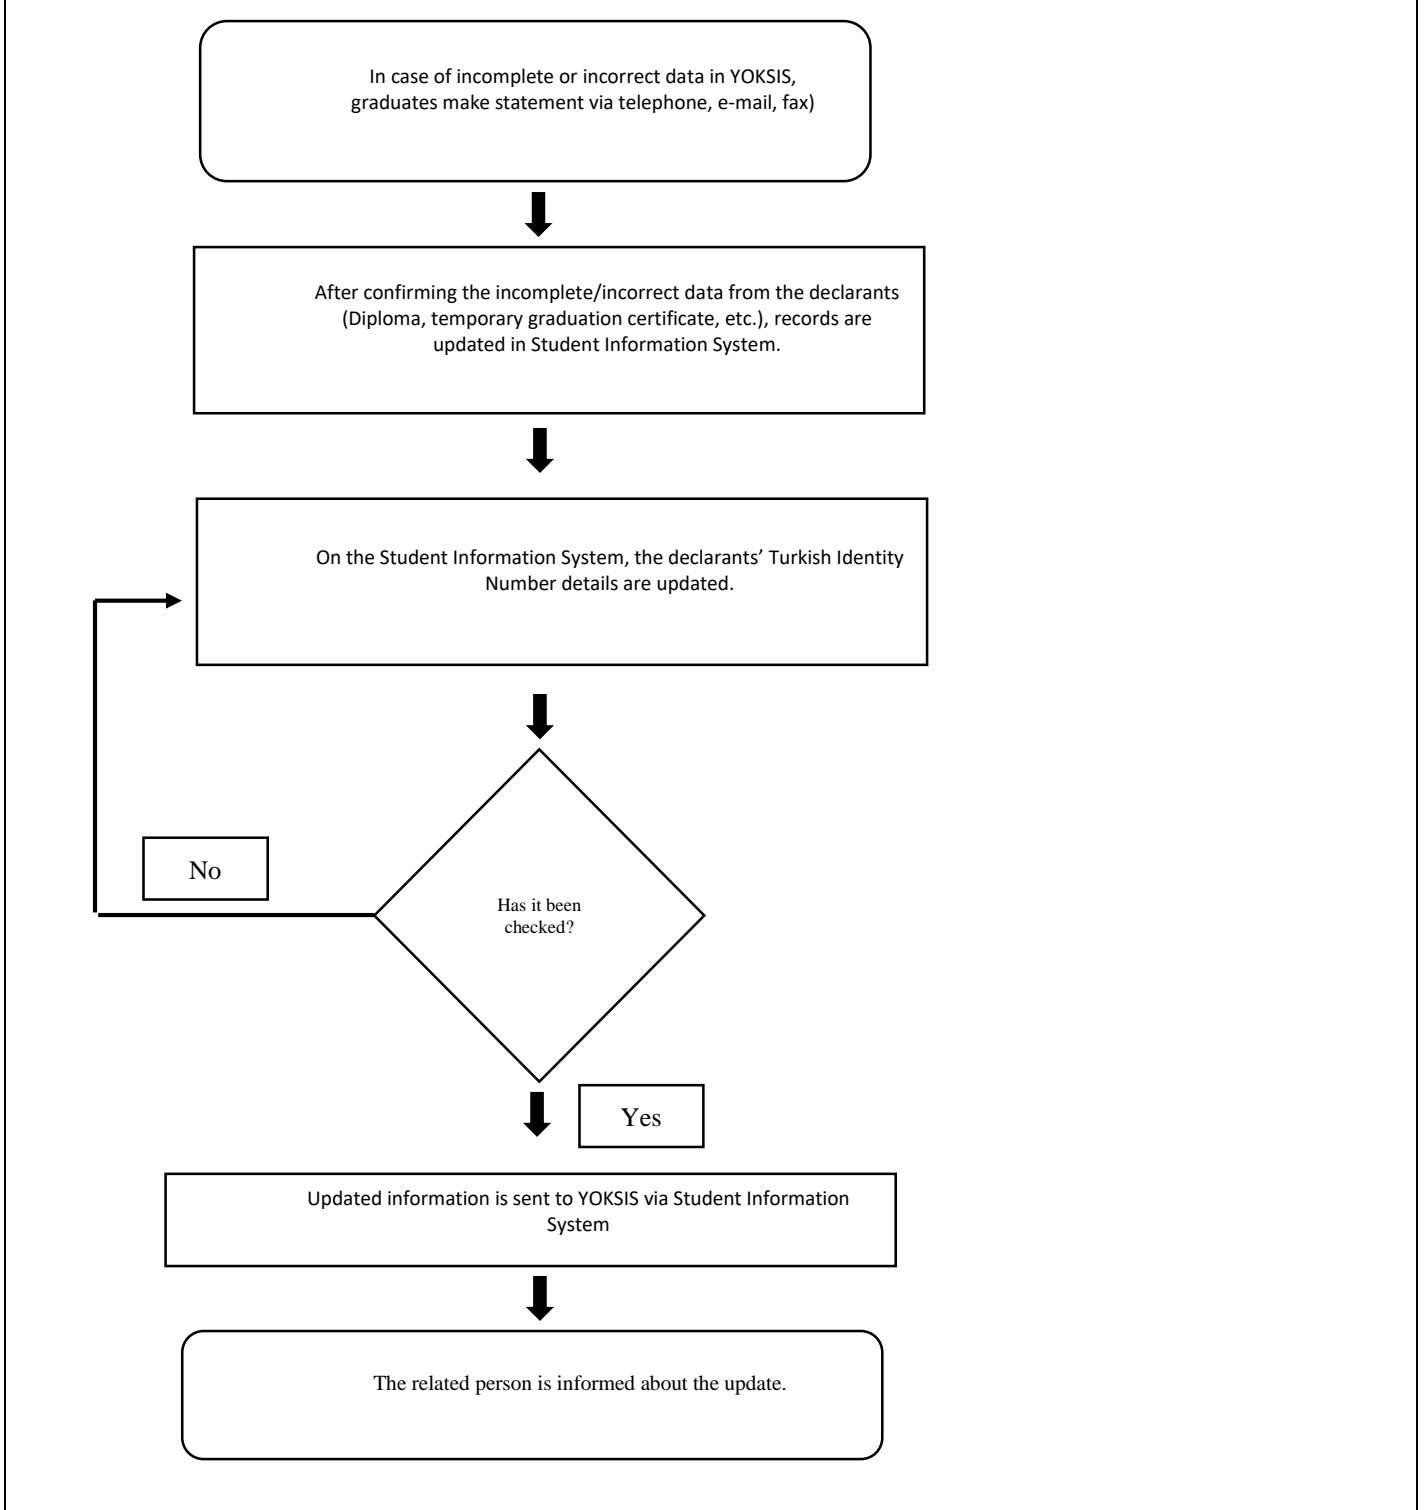 In case of incomplete or incorrect data in YOKSIS,
graduates make statement via telephone, e-mail, fax)
After confirming the incomplete/incorrect data from the declarants
(Diploma, temporary graduation certificate, etc.), records are
updated in Student Information System.
On the Student Information System, the declarants’ Turkish Identity
Number details are updated.
No
Has it been
checked?
Yes
Updated information is sent to YOKSIS via Student Information
System
The related person is informed about the update.